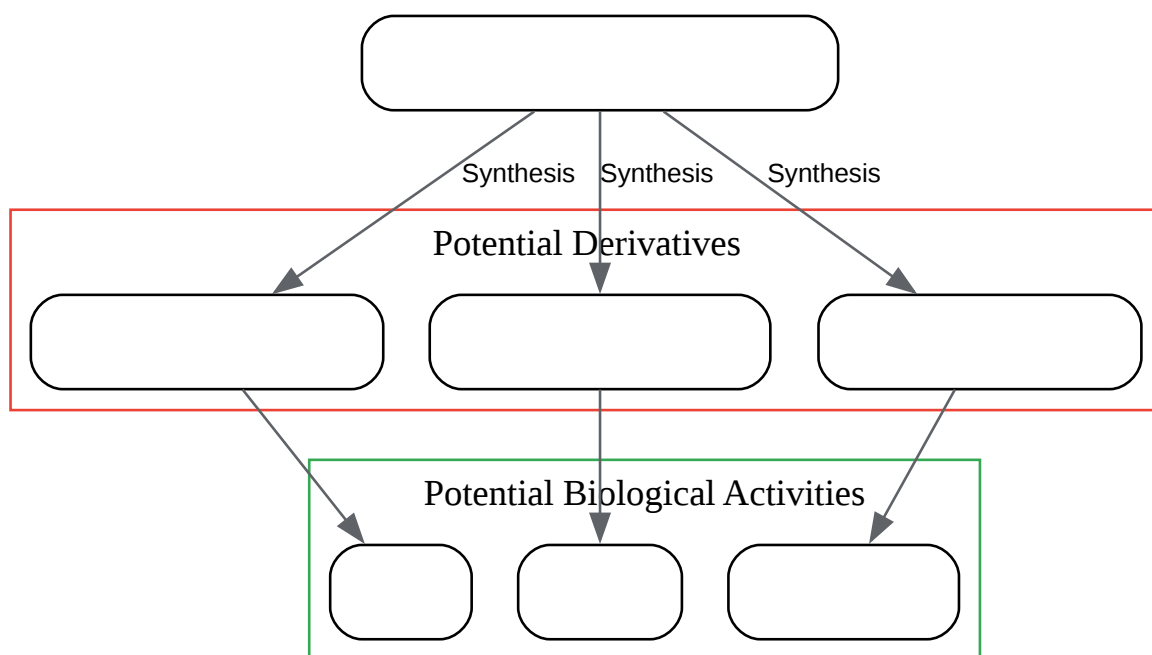 Synthesis Synthesis Synthesis
Potential Derivatives
Potential Biological Activities